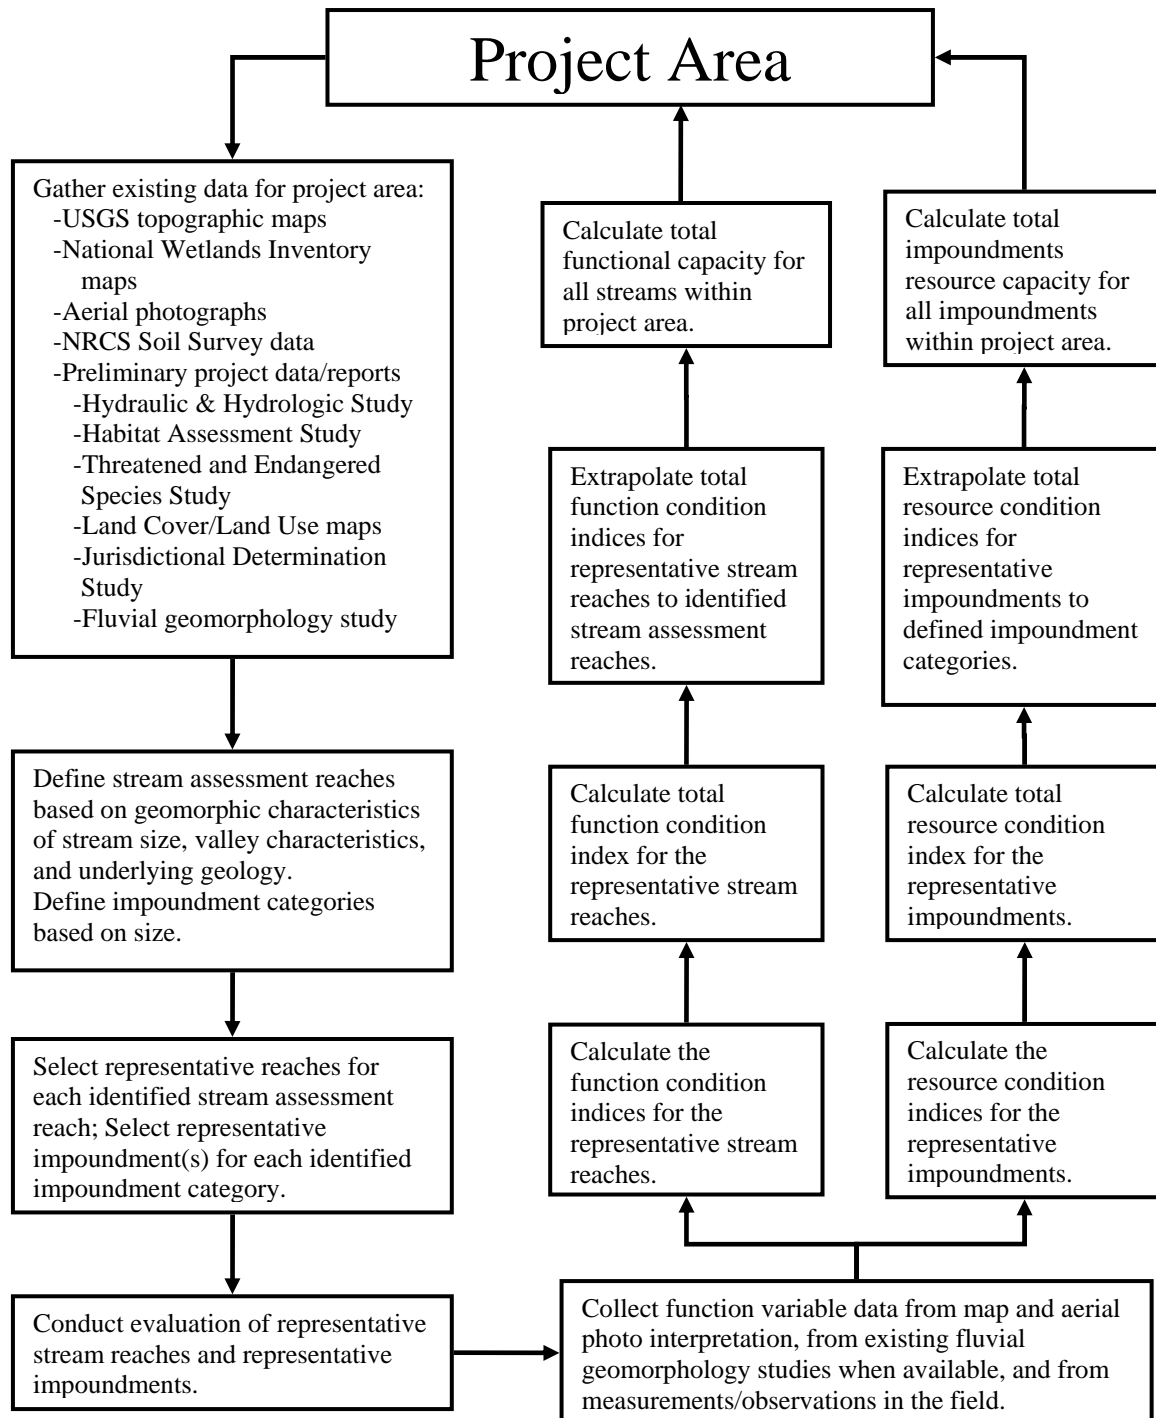 Project Area
Gather existing data for project area:
-USGS topographic maps
-National Wetlands Inventory
maps
-Aerial photographs
-NRCS Soil Survey data
-Preliminary project data/reports
-Hydraulic & Hydrologic Study
-Habitat Assessment Study
-Threatened and Endangered
Species Study
-Land Cover/Land Use maps
-Jurisdictional Determination
Study
-Fluvial geomorphology study
Define stream assessment reaches
based on geomorphic characteristics
of stream size, valley characteristics,
and underlying geology.
Define impoundment categories
based on size.
Select representative reaches for
each identified stream assessment
reach; Select representative
impoundment(s) for each identified
impoundment category.
Conduct evaluation of representative
stream reaches and representative
impoundments.
Collect function variable data from map and aerial
photo interpretation, from existing fluvial
geomorphology studies when available, and from
measurements/observations in the field.
Calculate the
function condition
indices for the
representative stream
reaches.
Calculate total
function condition
index for the
representative stream
reaches.
Extrapolate total
function condition
indices for
representative stream
reaches to identified
stream assessment
reaches.
Calculate total
functional capacity for
all streams within
project area.
Calculate the
resource condition
indices for the
representative
impoundments.
Calculate total
resource condition
index for the
representative
impoundments.
Extrapolate total
resource condition
indices for
representative
impoundments to
defined impoundment
categories.
Calculate total
impoundments
resource capacity for
all impoundments
within project area.